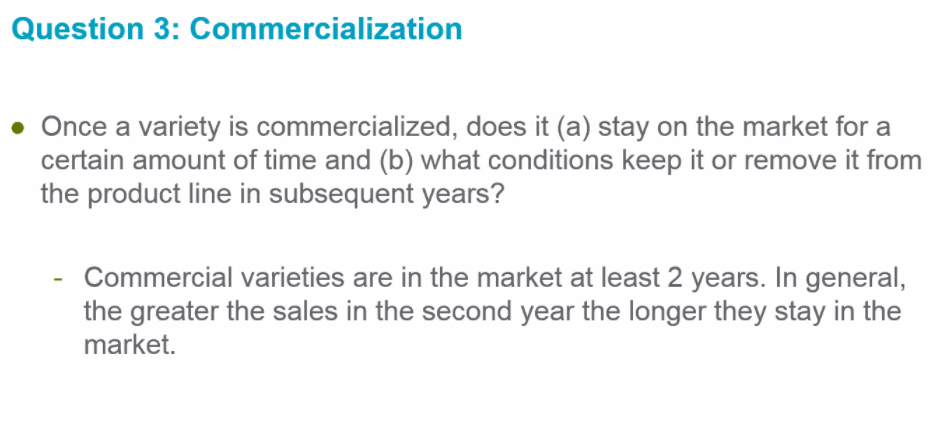 Question 3: Commercialization
• Once a variety is commercialized, does it (a) stay on the market for a
certain amount of time and (b) what conditions keep it or remove it from
the product line in subsequent years?
- Commercial varieties are in the market at least 2 years. In general,
the greater the sales in the second year the longer they stay in the
market.